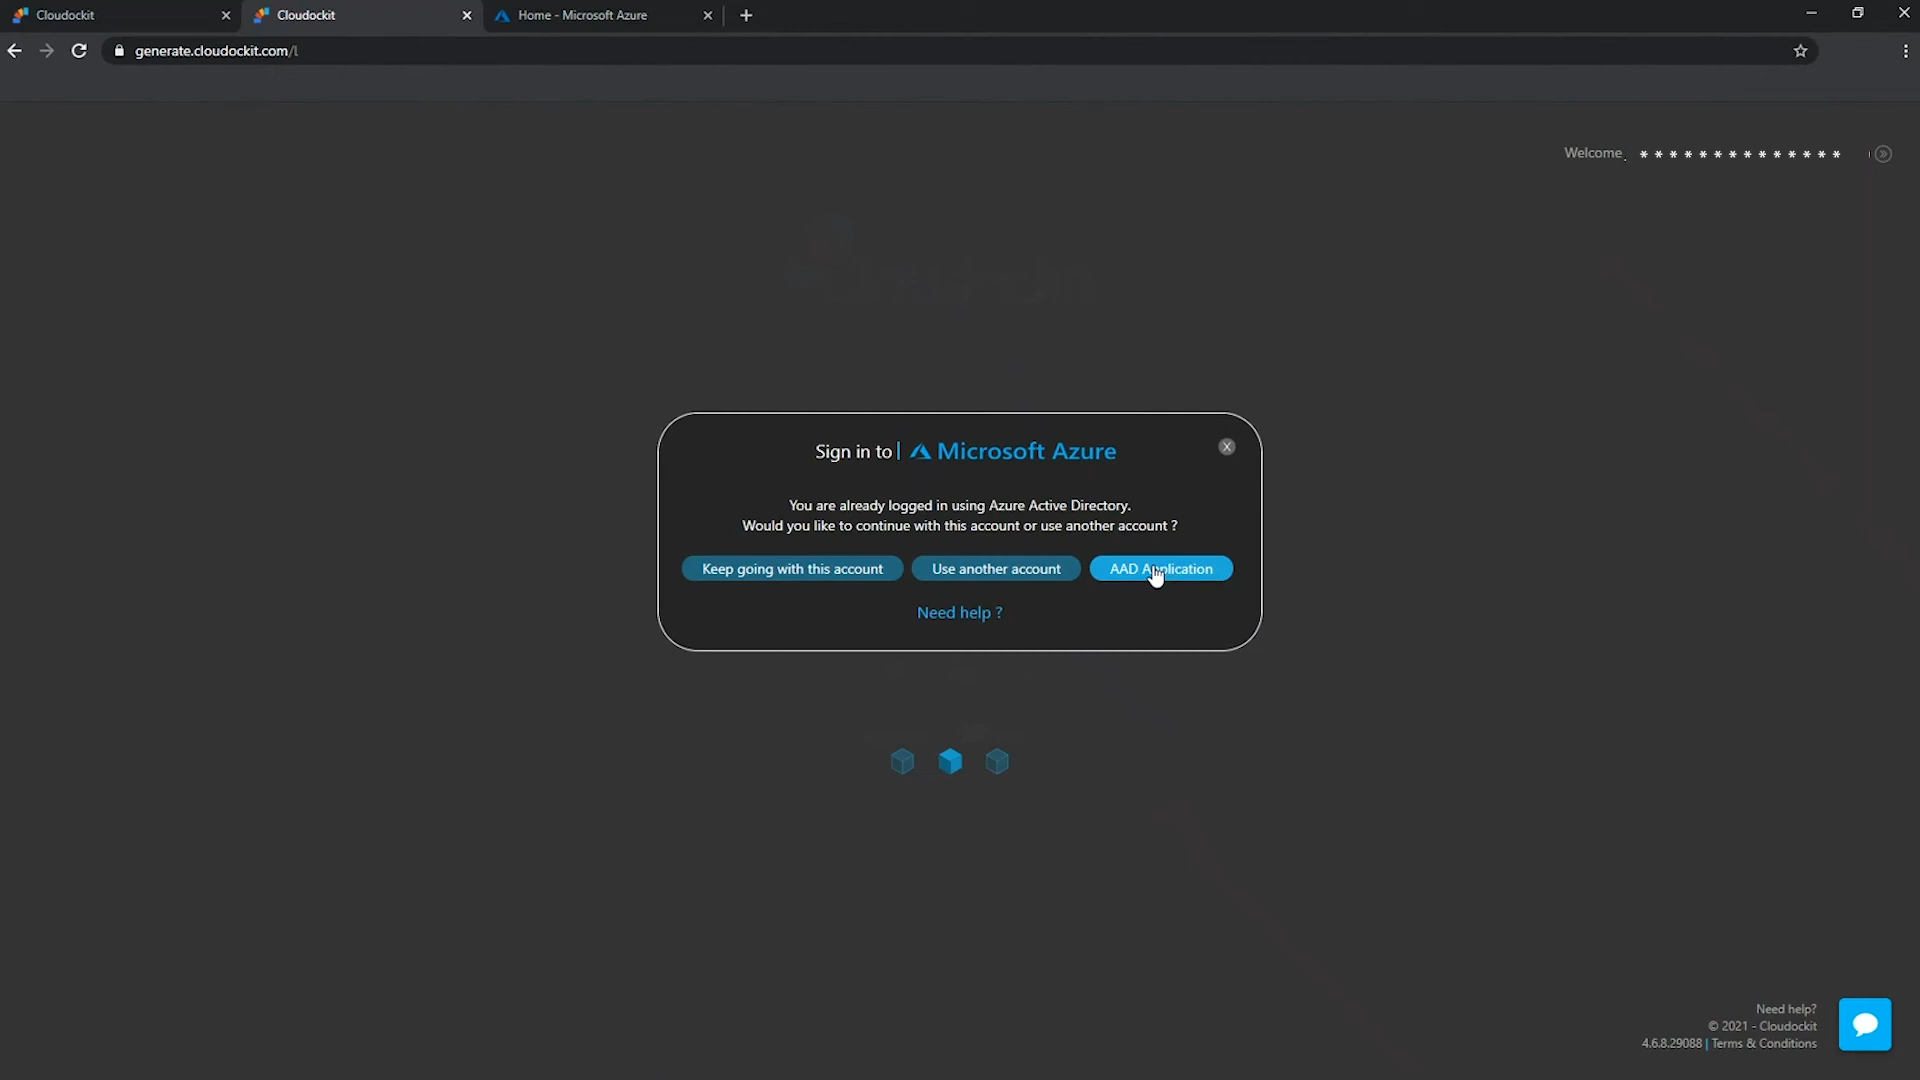 Cloudockit
Cloudockit
Home - Microsoft Azure
generate.cloudockit.com/l
Welcome, * * * * * * * * * * * * * *
Sign in to | Microsoft Azure
X
You are already logged in using Azure Active Directory.
Would you like to continue with this account or use another account ?
Keep going with this account
Use another account
AAD Application
Need help ?
Need help?
© 2021 - Cloudockit
4.6.8.29088 | Terms & Conditions